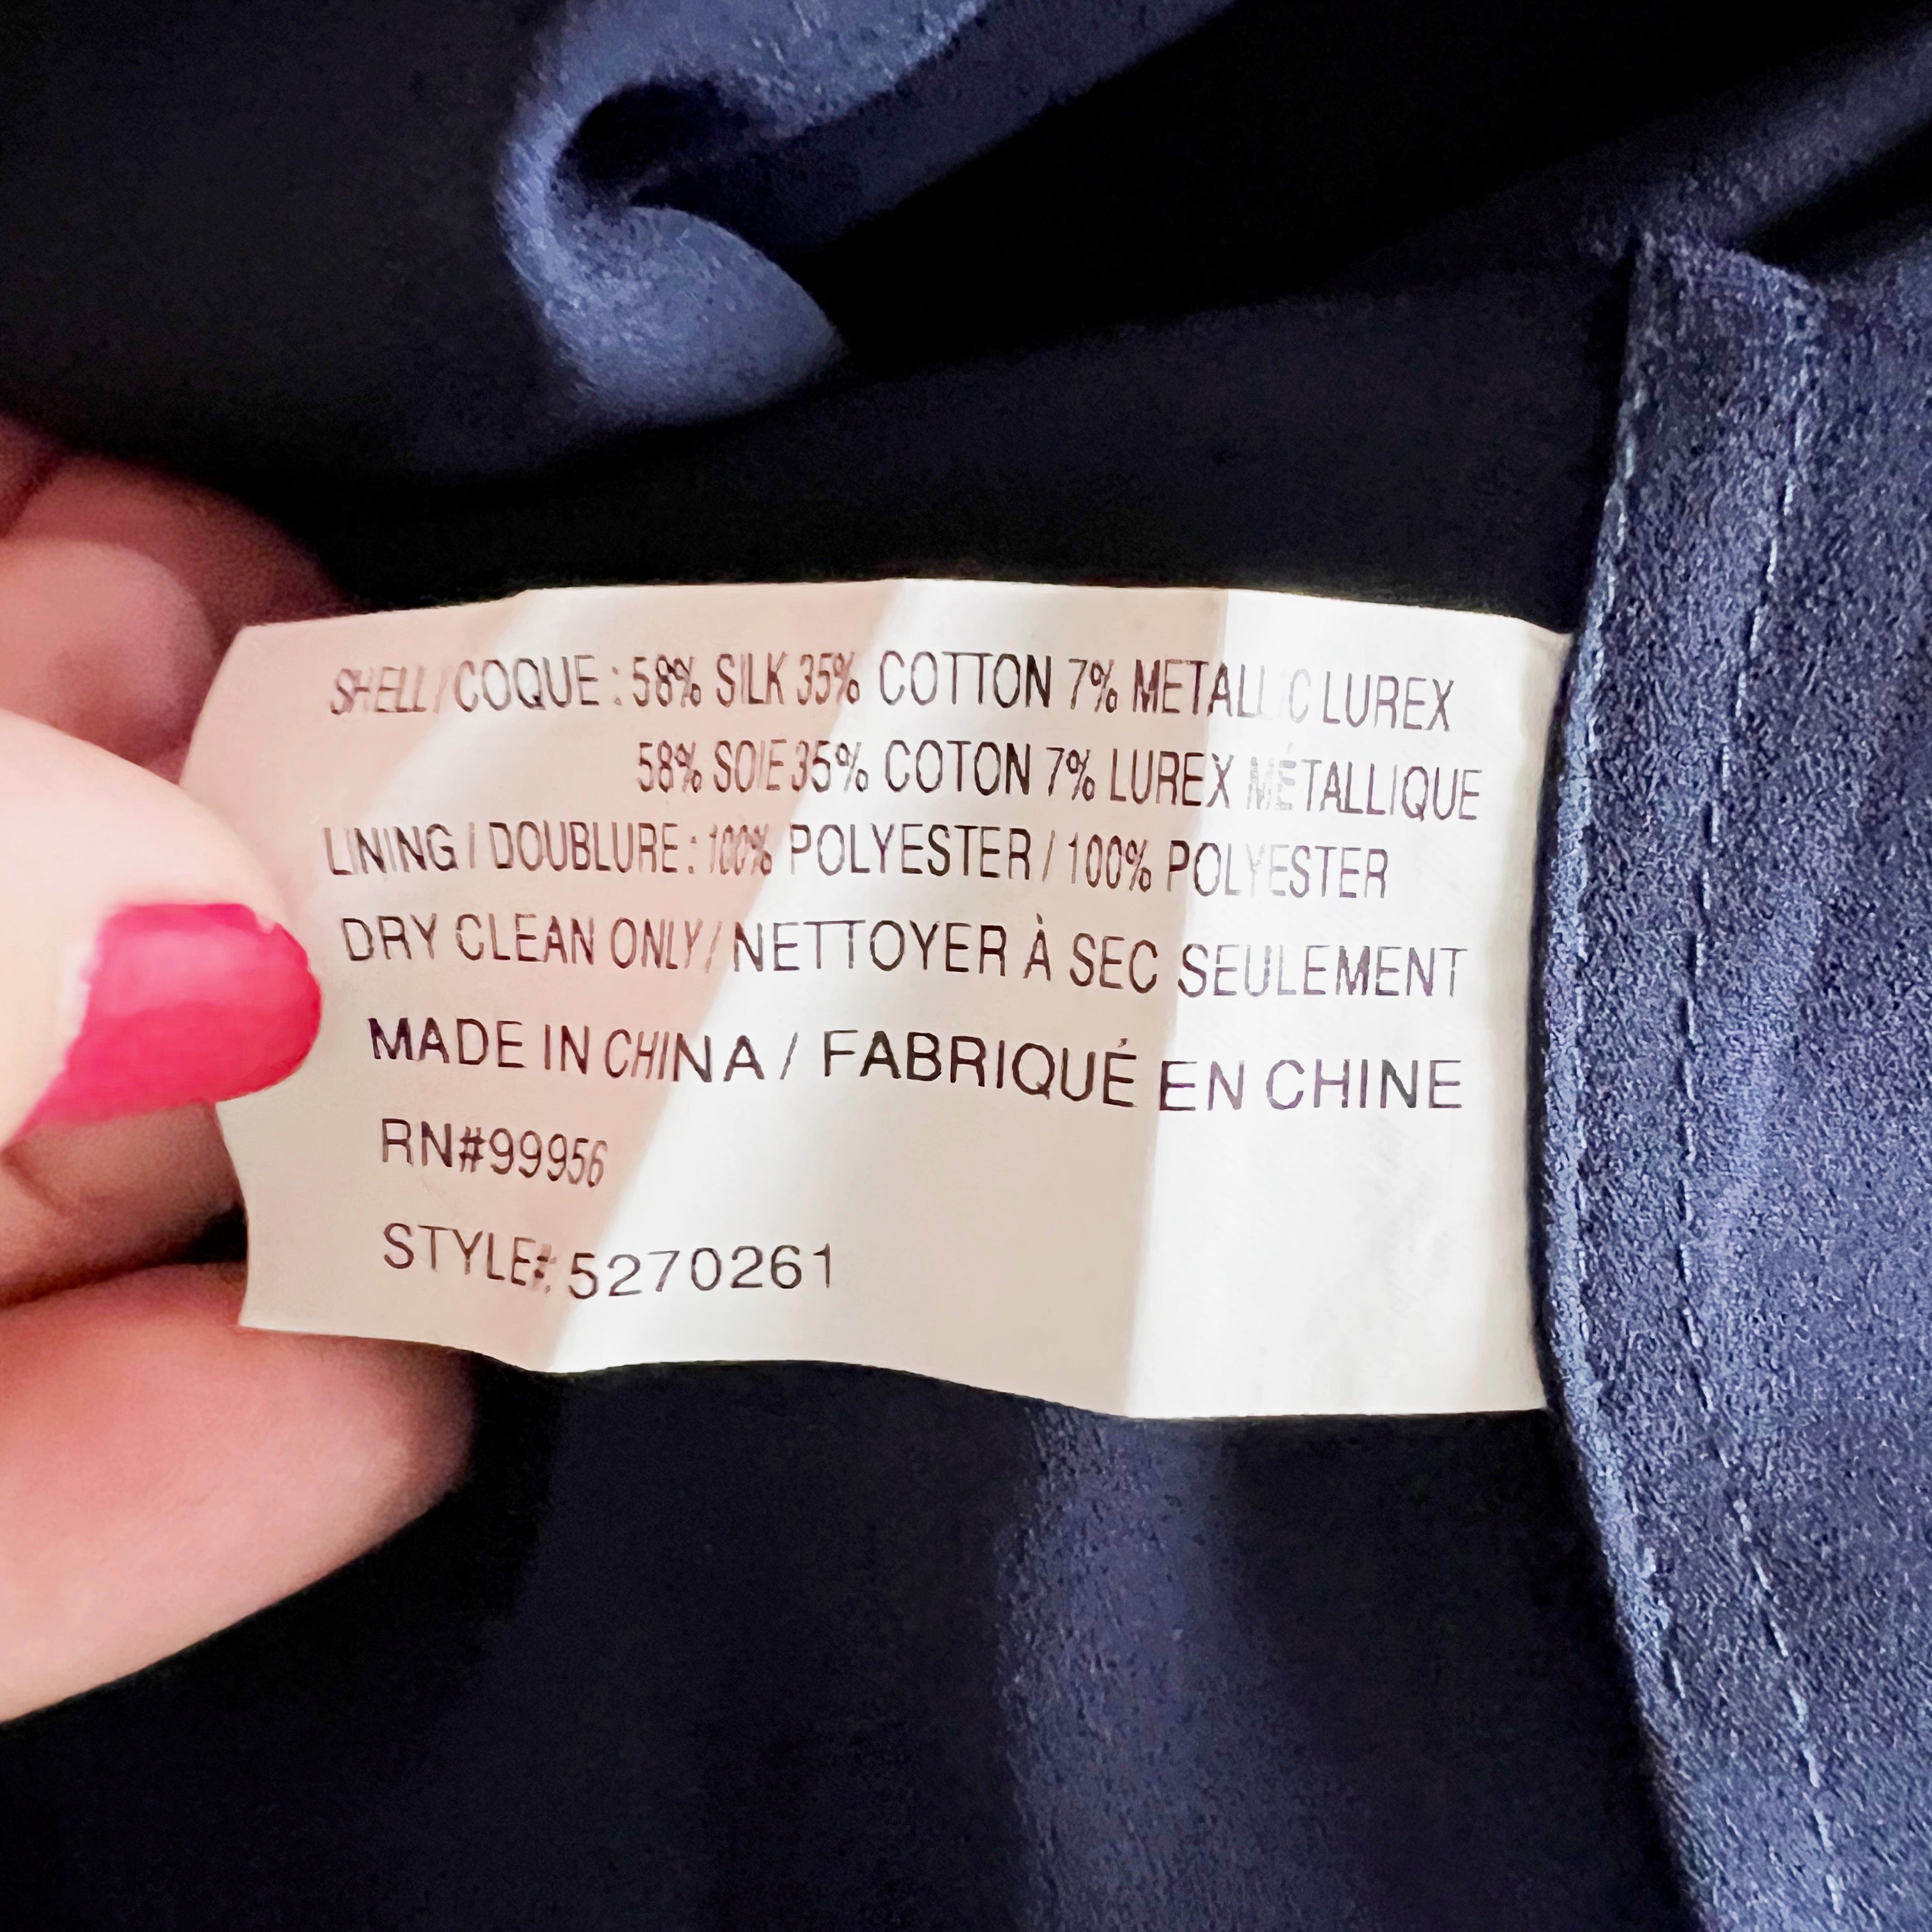 SHELL/COQUE : 58% SILK 35% COTTON 7% METALLIC LUREX
58% SOIE 35% COTON 7% LUREX MÉTALLIQUE
LINING / DOUBLURE : 100% POLYESTER / 100% POLYESTER
DRY CLEAN ONLY / NETTOYER À SEC SEULEMENT
MADE IN CHINA / FABRIQUÉ EN CHINE
RN#99956
STYLE#: 5270261